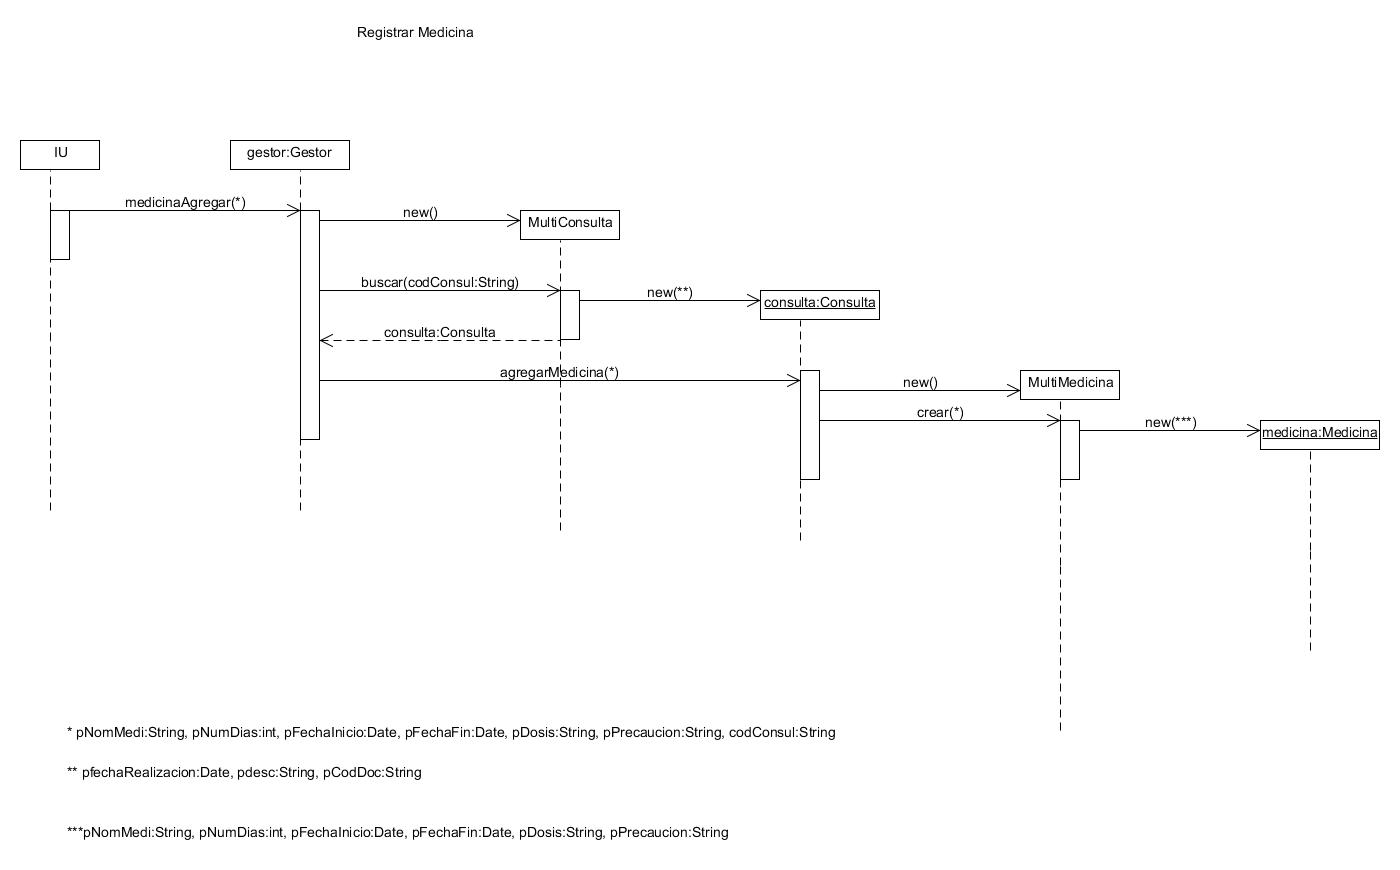 Registrar Medicina
IU
gestor:Gestor
medicinaAgregar(*)
new()
MultiConsulta
buscar(codConsul:String)
new(**)
consulta:Consulta
consulta:Consulta
agregarMedicina(*)
new()
MultiMedicina
crear(*)
new(***)
medicina:Medicina
* pNomMedi:String, pNumDias:int, pFechaInicio:Date, pFechaFin:Date, pDosis:String, pPrecaucion:String, codConsul:String
** pfechaRealizacion:Date, pdesc:String, pCodDoc:String
***pNomMedi:String, pNumDias:int, pFechaInicio:Date, pFechaFin:Date, pDosis:String, pPrecaucion:String